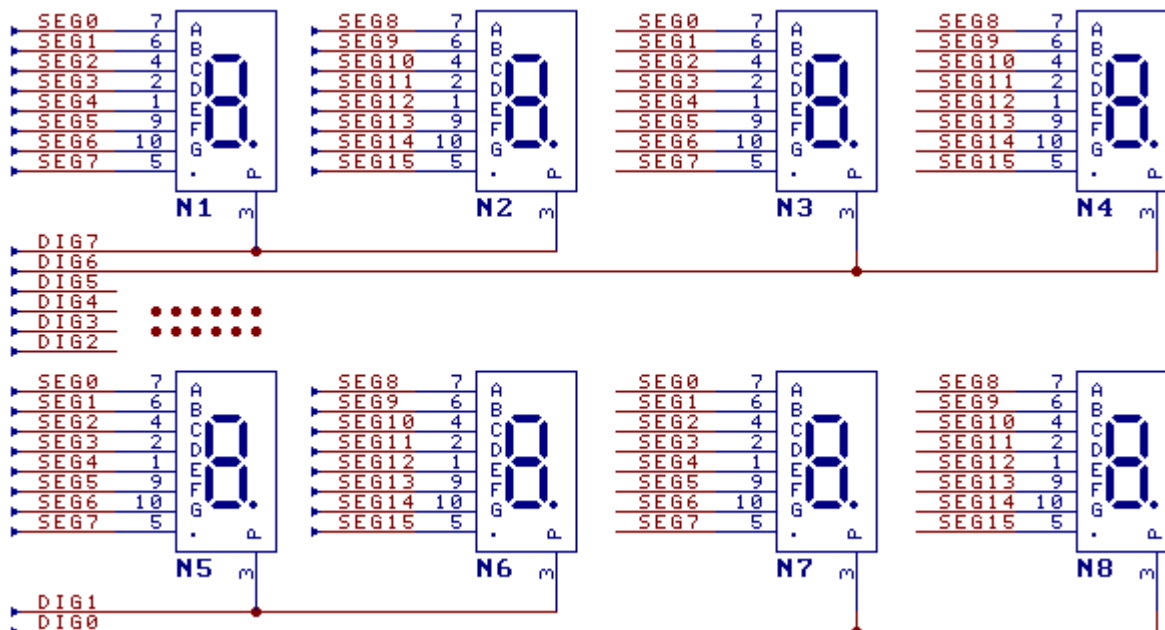 SEG0 7 A SEG8 7 A SEG0 7 A SEG8 7 A
SEG1 6 B SEG9 6 B SEG1 6 B SEG9 6 B
SEG2 4 C SEG10 4 C SEG2 4 C SEG10 4 C
SEG3 2 D SEG11 2 D SEG3 2 D SEG11 2 D
SEG4 1 E SEG12 1 E SEG4 1 E SEG12 1 E
SEG5 9 F SEG13 9 F SEG5 9 F SEG13 9 F
SEG6 10 G SEG14 10 G SEG6 10 G SEG14 10 G
SEG7 5 . P SEG15 5 . P SEG7 5 . P SEG15 5 . P
N1 3 N2 3 N3 3 N4 3
DIG7
DIG6
DIG5
DIG4
DIG3
DIG2
SEG0 7 A SEG8 7 A SEG0 7 A SEG8 7 A
SEG1 6 B SEG9 6 B SEG1 6 B SEG9 6 B
SEG2 4 C SEG10 4 C SEG2 4 C SEG10 4 C
SEG3 2 D SEG11 2 D SEG3 2 D SEG11 2 D
SEG4 1 E SEG12 1 E SEG4 1 E SEG12 1 E
SEG5 9 F SEG13 9 F SEG5 9 F SEG13 9 F
SEG6 10 G SEG14 10 G SEG6 10 G SEG14 10 G
SEG7 5 . P SEG15 5 . P SEG7 5 . P SEG15 5 . P
N5 3 N6 3 N7 3 N8 3
DIG1
DIG0